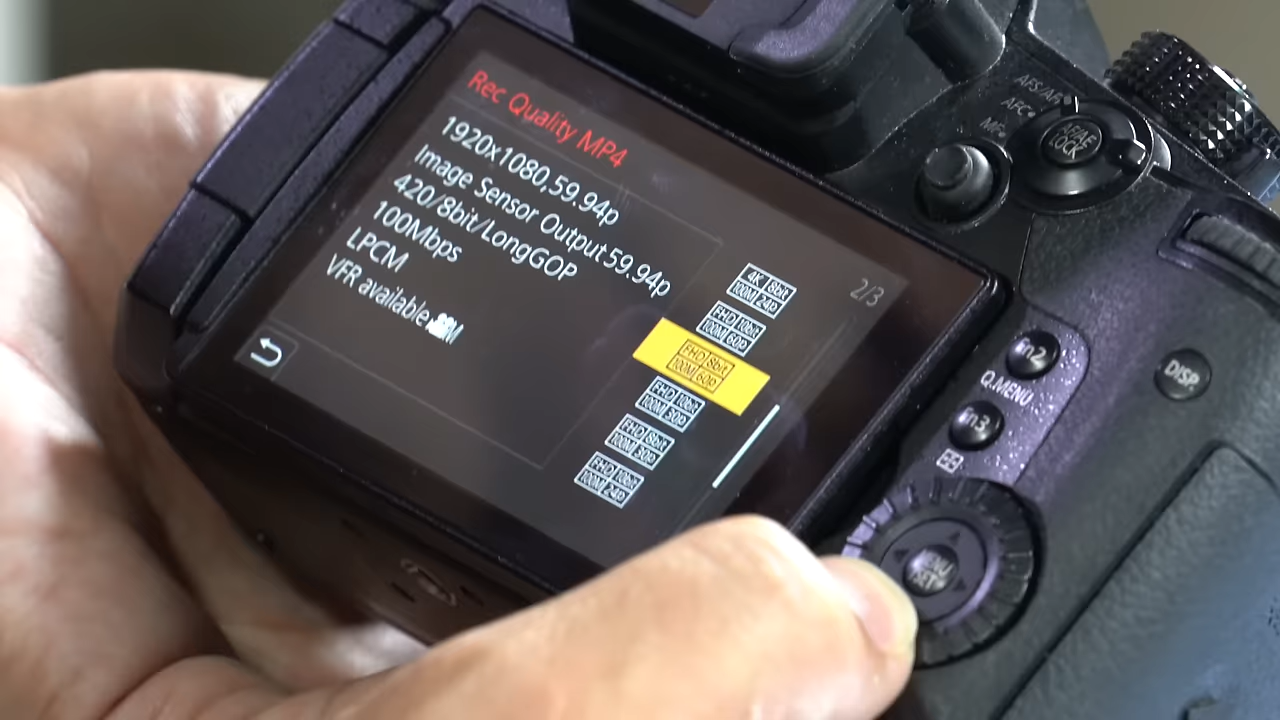 Rec Quality MP4
1920x1080,59.94p
Image Sensor Output 59.94p
420/8bit/LongGOP
100Mbps
LPCM
VFR available
2/3
4K 8bit
100M 24p
FHD 10bit
100M 60p
FHD 8bit
100M 60p
FHD 10bit
100M 30p
FHD 8bit
100M 30p
FHD 10bit
100M 24p
AFS/AFF
AFC
MF
AF/AE
LOCK
Fn2
Q.MENU
DISP.
Fn3
MENU
/SET